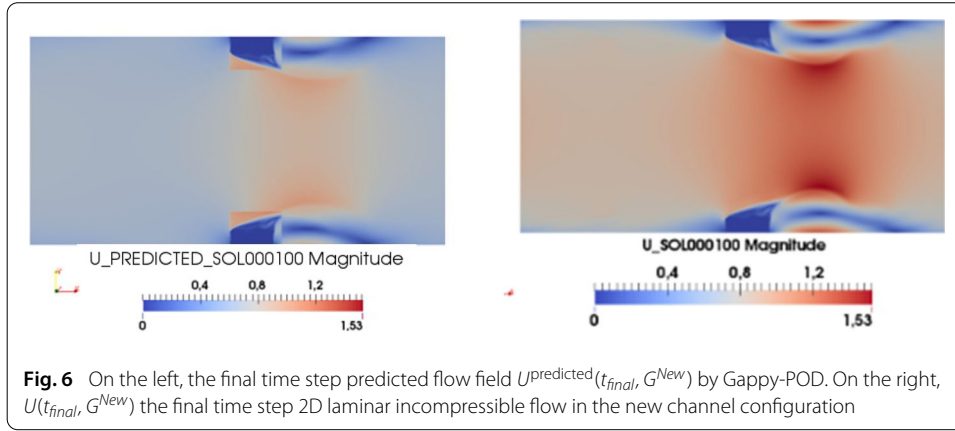 U_PREDICTED_SOL000100 Magnitude
0,4 0,8 1,2
0 1,53
U_SOL000100 Magnitude
0,4 0,8 1,2
0 1,53
Fig. 6 On the left, the final time step predicted flow field U^predicted(t_final, G^New) by Gappy-POD. On the right,
U(t_final, G^New) the final time step 2D laminar incompressible flow in the new channel configuration